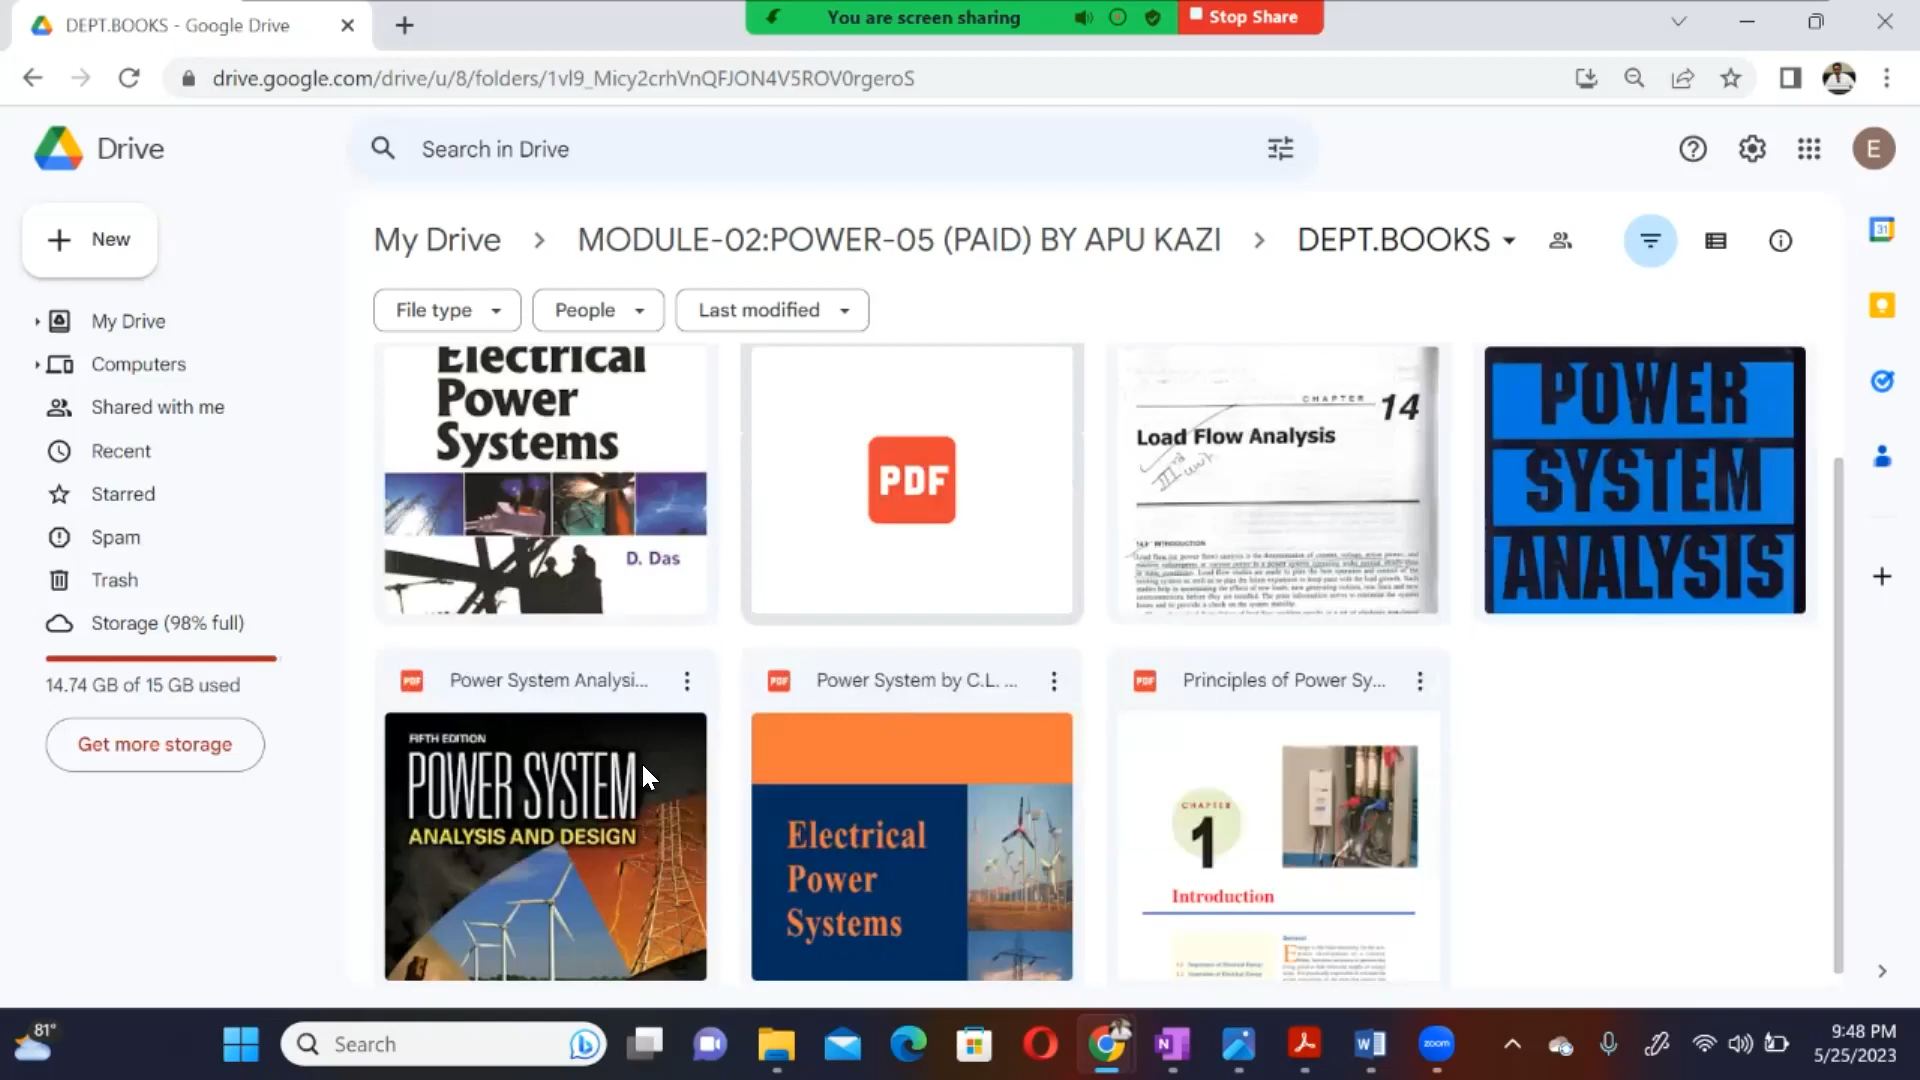 DEPT.BOOKS - Google Drive
You are screen sharing
Stop Share
drive.google.com/drive/u/8/folders/1vl9_Micy2crhVnQFJON4V5ROV0rgeroS
Drive
Search in Drive
E
New
My Drive
Computers
Shared with me
Recent
Starred
Spam
Trash
Storage (98% full)
14.74 GB of 15 GB used
Get more storage
My Drive > MODULE-02:POWER-05 (PAID) BY APU KAZI > DEPT.BOOKS
File type
People
Last modified
Electrical
Power
Systems
D. Das
PDF
CHAPTER 14
Load Flow Analysis
POWER
SYSTEM
ANALYSIS
PDF
Power System Analysi...
PDF
Power System by C.L. ...
PDF
Principles of Power Sy...
FIFTH EDITION
POWER SYSTEM
ANALYSIS AND DESIGN
Electrical
Power
Systems
CHAPTER
1
Introduction
31
81°
Search
zoom
9:48 PM
5/25/2023